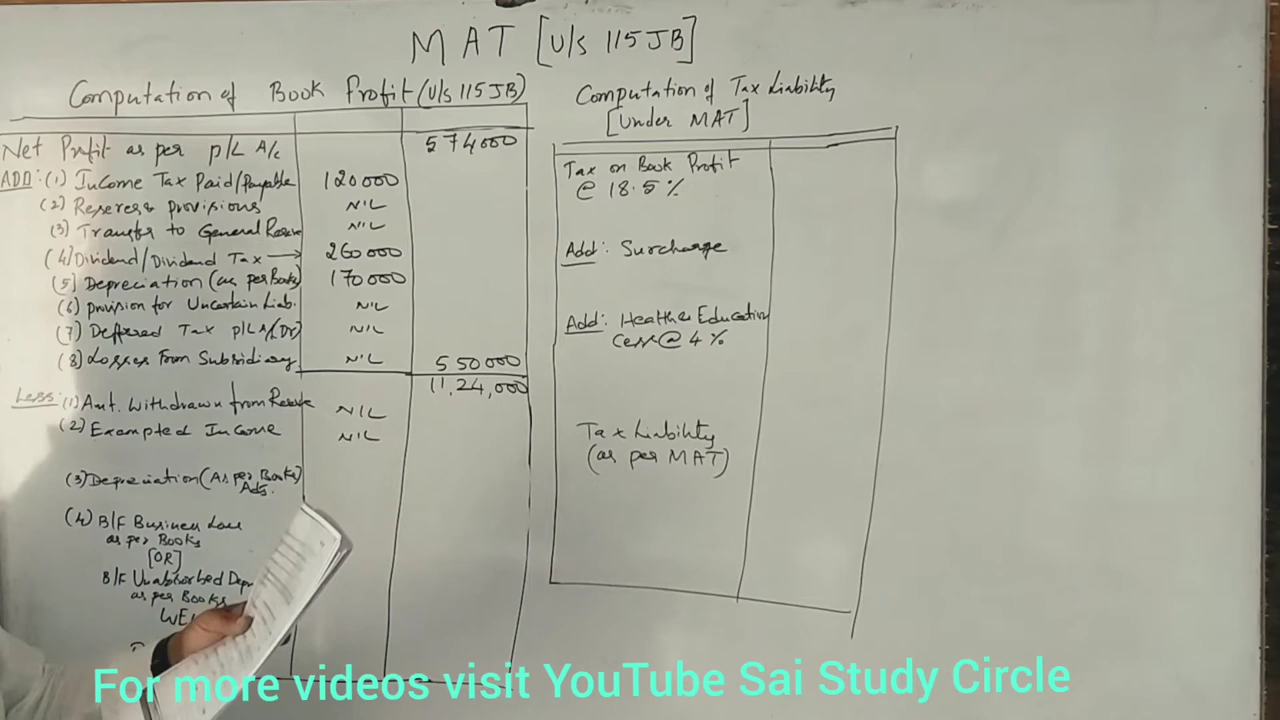 MAT [U/s 115JB]
Computation of Book Profit (U/s 115JB)
Net Profit as per P/L A/c 574000
ADD: (1) InCome Tax Paid/Payable 120000
(2) Reseres & provisions NIL
(3) Transfer to General Reserve NIL
(4) Dividend/Dividend Tax → 260000
(5) Depreciation (as per Books) 170000
(6) provision for Uncertain Liab. NIL
(7) Deffered Tax P/L A/c (Dr) NIL
(8) Losses From Subsidiary NIL 550000
11,24,000
Less: (1) Amt. Withdrawn from Reserve NIL
(2) Exampted Income NIL
(3) Depreciation (As per Books)
Adj.
(4) B/F Business Loss
as per Books
[OR]
B/F Unabsorbed Dep
as per Books
Computation of Tax Liability
[Under MAT]
Tax on Book Profit
@ 18.5%
Add: Surcharge
Add: Health & Education
Cess @ 4%
Tax Liability
(as per MAT)
For more videos visit YouTube Sai Study Circle